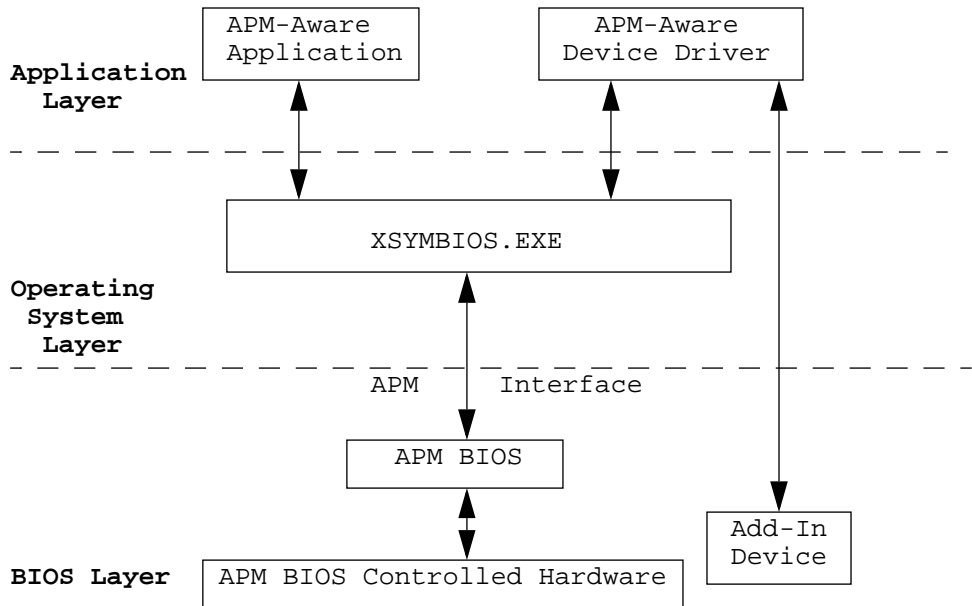 APM-Aware
Application
APM-Aware
Device Driver
Application
Layer
XSYMBIOS.EXE
Operating
System
Layer
APM Interface
APM BIOS
Add-In
Device
BIOS Layer
APM BIOS Controlled Hardware